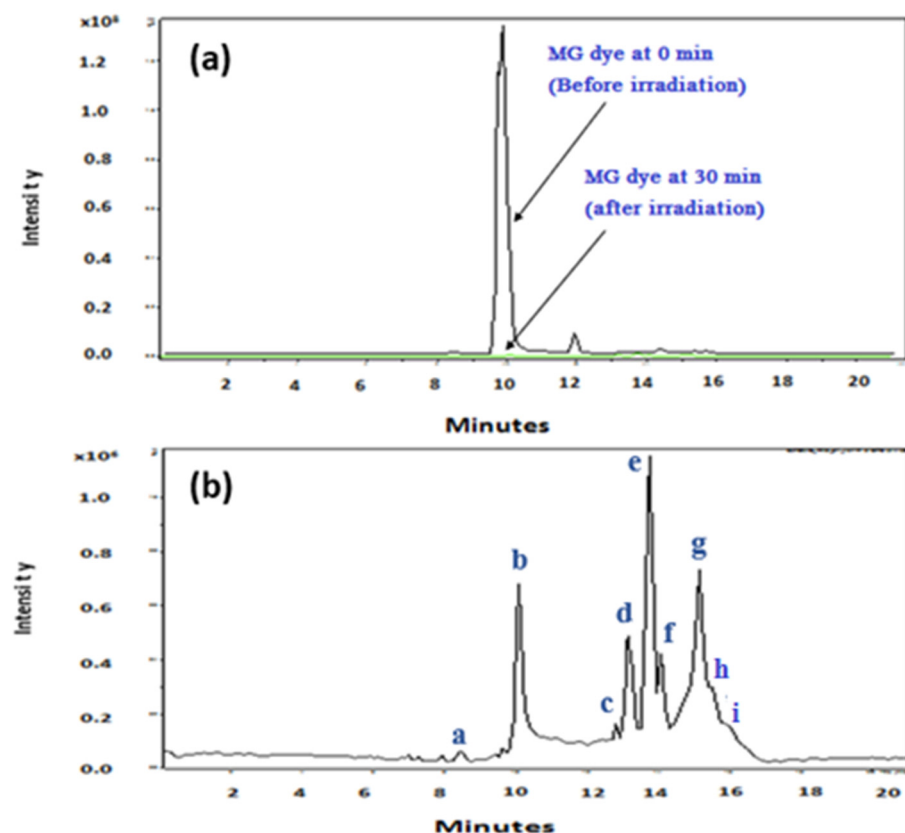 x10⁸
(a)
MG dye at 0 min
(Before irradiation)
MG dye at 30 min
(after irradiation)
1.2
1.0
0.8
0.6
0.4
0.2
0.0
Intensity
2 4 6 8 10 12 14 16 18 20
Minutes
x10⁶
(b)
1.0
0.8
0.6
0.4
0.2
0.0
Intensity
a b c d e f g h i
2 4 6 8 10 12 14 16 18 20
Minutes